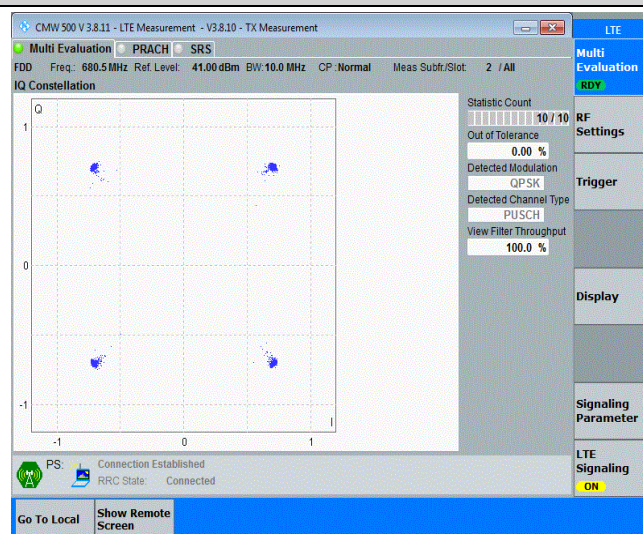 CMW 500 V 3.8.11 - LTE Measurement - V3.8.10 - TX Measurement
LTE
Multi Evaluation PRACH SRS
FDD Freq.: 680.5 MHz Ref. Level: 41.00 dBm BW: 10.0 MHz CP : Normal Meas Subfr./Slot: 2 / All
IQ Constellation
Q
1
0
-1
I
-1 0 1
Statistic Count
10 / 10
Out of Tolerance
0.00 %
Detected Modulation
QPSK
Detected Channel Type
PUSCH
View Filter Throughput
100.0 %
Multi
Evaluation
RDY
RF
Settings
Trigger
Display
Signaling
Parameter
LTE
Signaling
ON
PS: Connection Established
RRC State: Connected
Go To Local
Show Remote
Screen